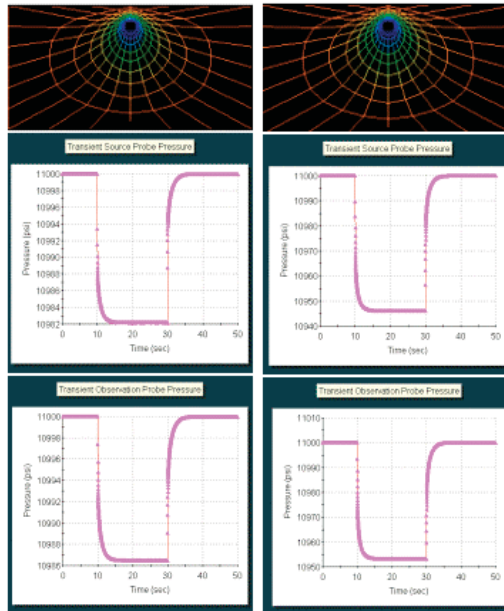 Transient Source Probe Pressure
11000
10998
10996
10994
10992
10990
10988
10986
10984
10982
Pressure (psi)
0 10 20 30 40 50
Time (sec)
Transient Source Probe Pressure
11000
10990
10980
10970
10960
10950
10940
Pressure (psi)
0 10 20 30 40 50
Time (sec)
Transient Observation Probe Pressure
11000
10998
10996
10994
10992
10990
10988
10986
Pressure (psi)
0 10 20 30 40 50
Time (sec)
Transient Observation Probe Pressure
11010
11000
10990
10980
10970
10960
10950
Pressure (psi)
0 10 20 30 40 50
Time (sec)